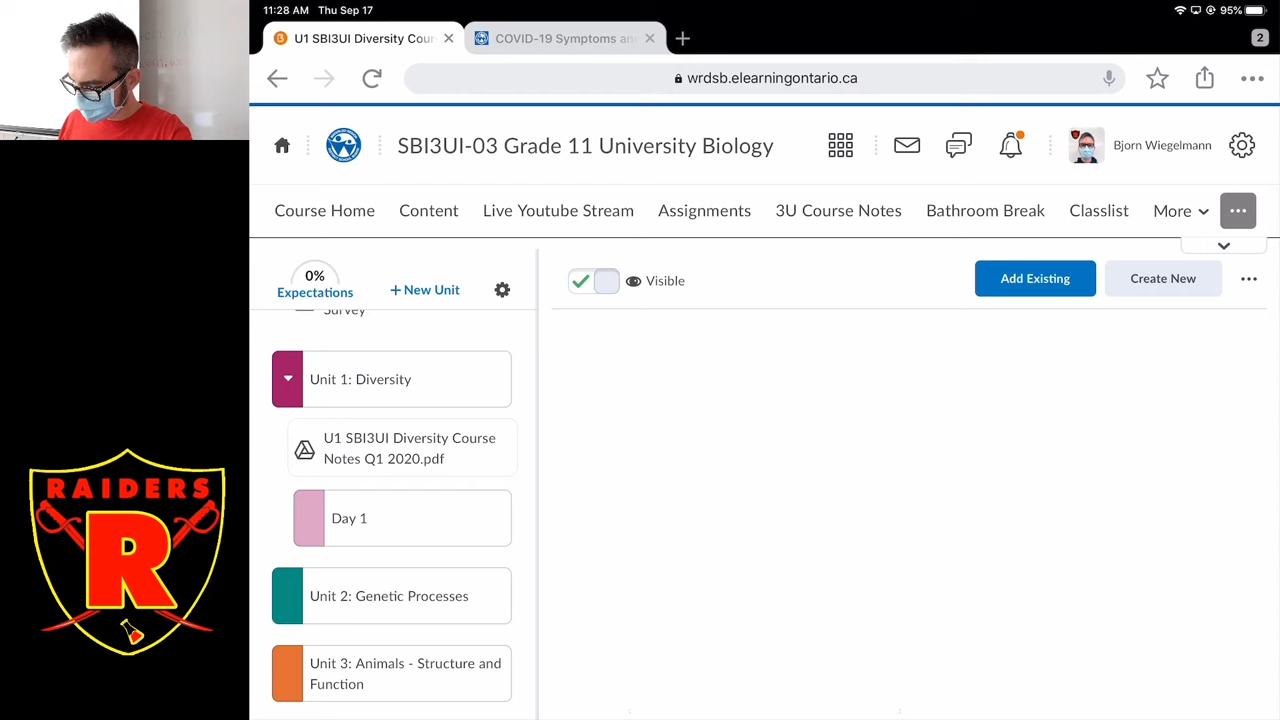 11:28 AM Thu Sep 17
95%
U1 SBI3UI Diversity Cour
COVID-19 Symptoms an
2
wrdsb.elearningontario.ca
SBI3UI-03 Grade 11 University Biology
Bjorn Wiegelmann
Course Home Content Live Youtube Stream Assignments 3U Course Notes Bathroom Break Classlist More
0%
Expectations
+ New Unit
Visible
Add Existing
Create New
Survey
Unit 1: Diversity
U1 SBI3UI Diversity Course
Notes Q1 2020.pdf
Day 1
Unit 2: Genetic Processes
Unit 3: Animals - Structure and
Function
RAIDERS
R